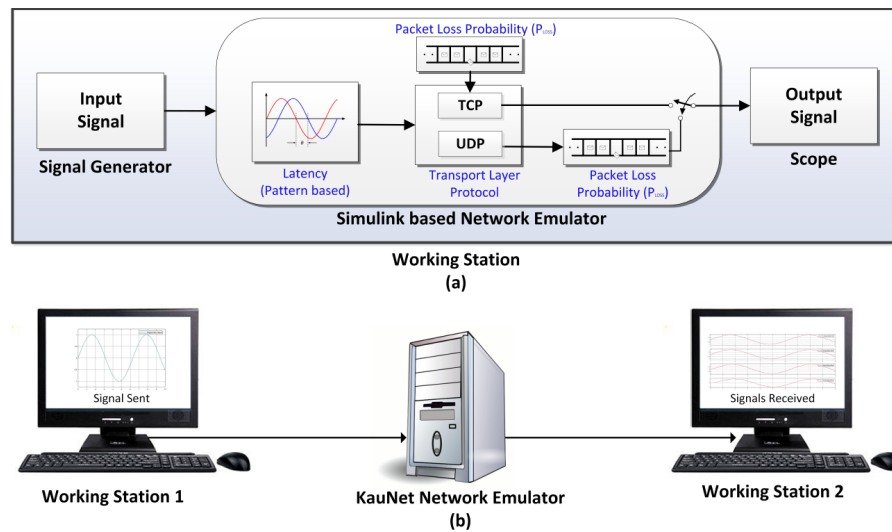 Packet Loss Probability (PLOSS)
Input
Signal
Signal Generator
θ
Latency
(Pattern based)
TCP
UDP
Transport Layer
Protocol
Packet Loss
Probability (PLOSS)
Output
Signal
Scope
Simulink based Network Emulator
Working Station
(a)
Signal Sent
Working Station 1
KauNet Network Emulator
(b)
Signals Received
Working Station 2